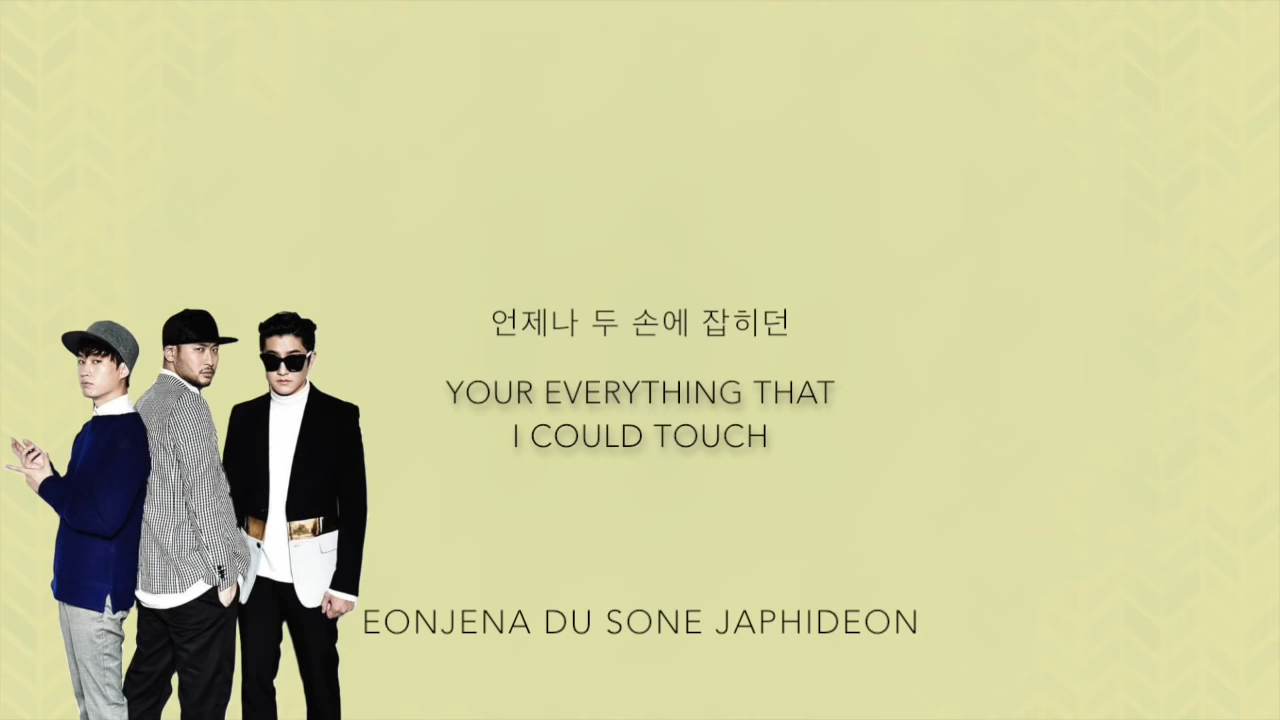 언제나 두 손에 잡히던
YOUR EVERYTHING THAT
I COULD TOUCH
EONJENA DU SONE JAPHIDEON